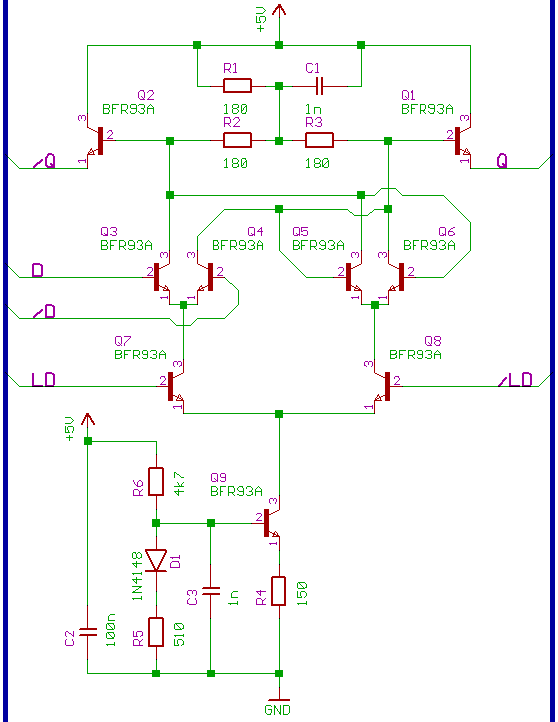 +5V
R1
C1
180
1n
Q2
BFR93A
Q1
BFR93A
R2
R3
180
180
3
2
1
3
2
1
/Q
Q
Q3
BFR93A
Q4
BFR93A
Q5
BFR93A
Q6
BFR93A
3
2
1
3
2
1
3
2
1
3
2
1
D
/D
Q7
BFR93A
Q8
BFR93A
3
2
1
3
2
1
LD
/LD
+5V
R6
4k7
Q9
BFR93A
3
2
1
1N4148
D1
C3
1n
R4
150
C2
100n
R5
510
GND